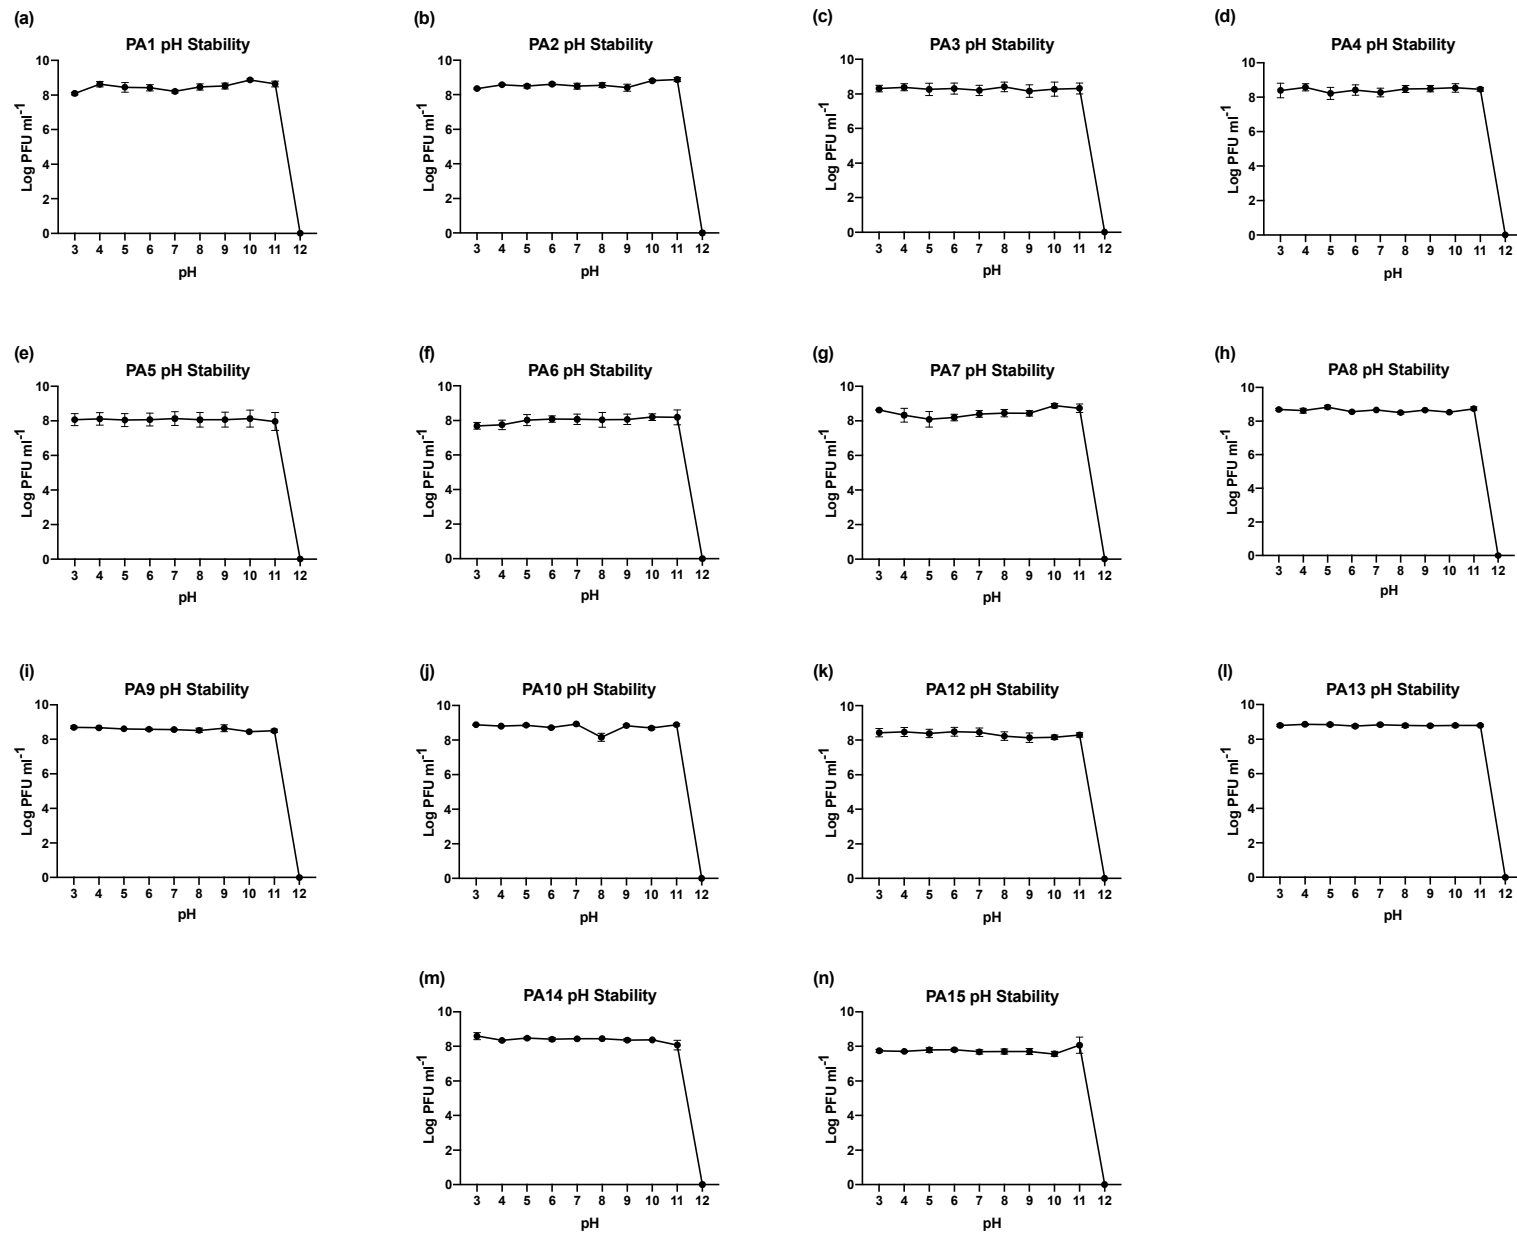 (a)
PA1 pH Stability
10
8
6
4
2
0
Log PFU ml-1
3 4 5 6 7 8 9 10 11 12
pH
(b)
PA2 pH Stability
10
8
6
4
2
0
Log PFU ml-1
3 4 5 6 7 8 9 10 11 12
pH
(c)
PA3 pH Stability
10
8
6
4
2
0
Log PFU ml-1
3 4 5 6 7 8 9 10 11 12
pH
(d)
PA4 pH Stability
10
8
6
4
2
0
Log PFU ml-1
3 4 5 6 7 8 9 10 11 12
pH
(e)
PA5 pH Stability
10
8
6
4
2
0
Log PFU ml-1
3 4 5 6 7 8 9 10 11 12
pH
(f)
PA6 pH Stability
10
8
6
4
2
0
Log PFU ml-1
3 4 5 6 7 8 9 10 11 12
pH
(g)
PA7 pH Stability
10
8
6
4
2
0
Log PFU ml-1
3 4 5 6 7 8 9 10 11 12
pH
(h)
PA8 pH Stability
10
8
6
4
2
0
Log PFU ml-1
3 4 5 6 7 8 9 10 11 12
pH
(i)
PA9 pH Stability
10
8
6
4
2
0
Log PFU ml-1
3 4 5 6 7 8 9 10 11 12
pH
(j)
PA10 pH Stability
10
8
6
4
2
0
Log PFU ml-1
3 4 5 6 7 8 9 10 11 12
pH
(k)
PA12 pH Stability
10
8
6
4
2
0
Log PFU ml-1
3 4 5 6 7 8 9 10 11 12
pH
(l)
PA13 pH Stability
10
8
6
4
2
0
Log PFU ml-1
3 4 5 6 7 8 9 10 11 12
pH
(m)
PA14 pH Stability
10
8
6
4
2
0
Log PFU ml-1
3 4 5 6 7 8 9 10 11 12
pH
(n)
PA15 pH Stability
10
8
6
4
2
0
Log PFU ml-1
3 4 5 6 7 8 9 10 11 12
pH